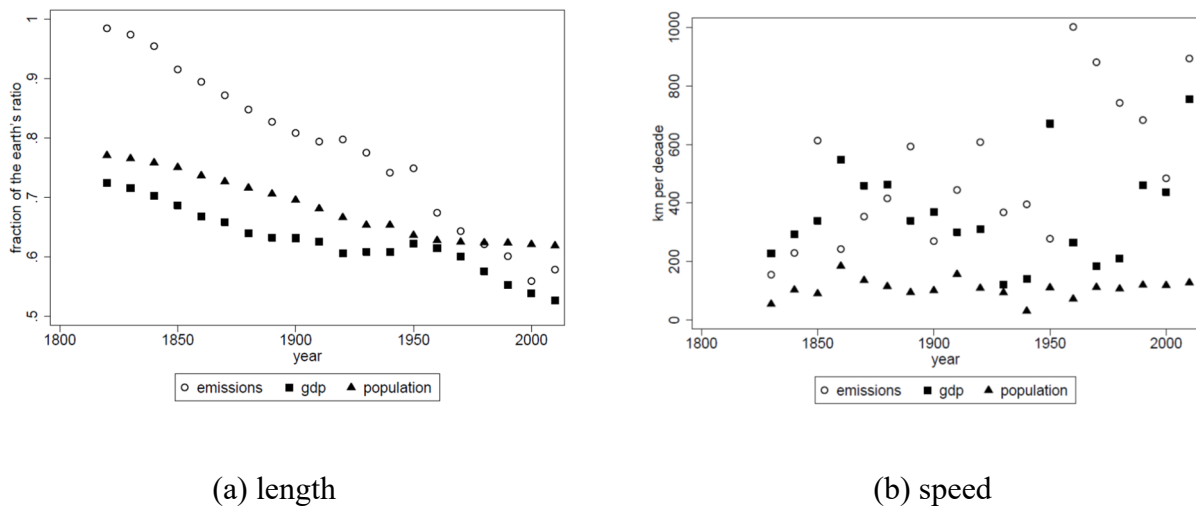 1
.9
.8
.7
.6
.5
fraction of the earth's ratio
1800 1850 1900 1950 2000
year
emissions gdp population
(a) length
1000
800
600
400
200
0
km per decade
1800 1850 1900 1950 2000
year
emissions gdp population
(b) speed